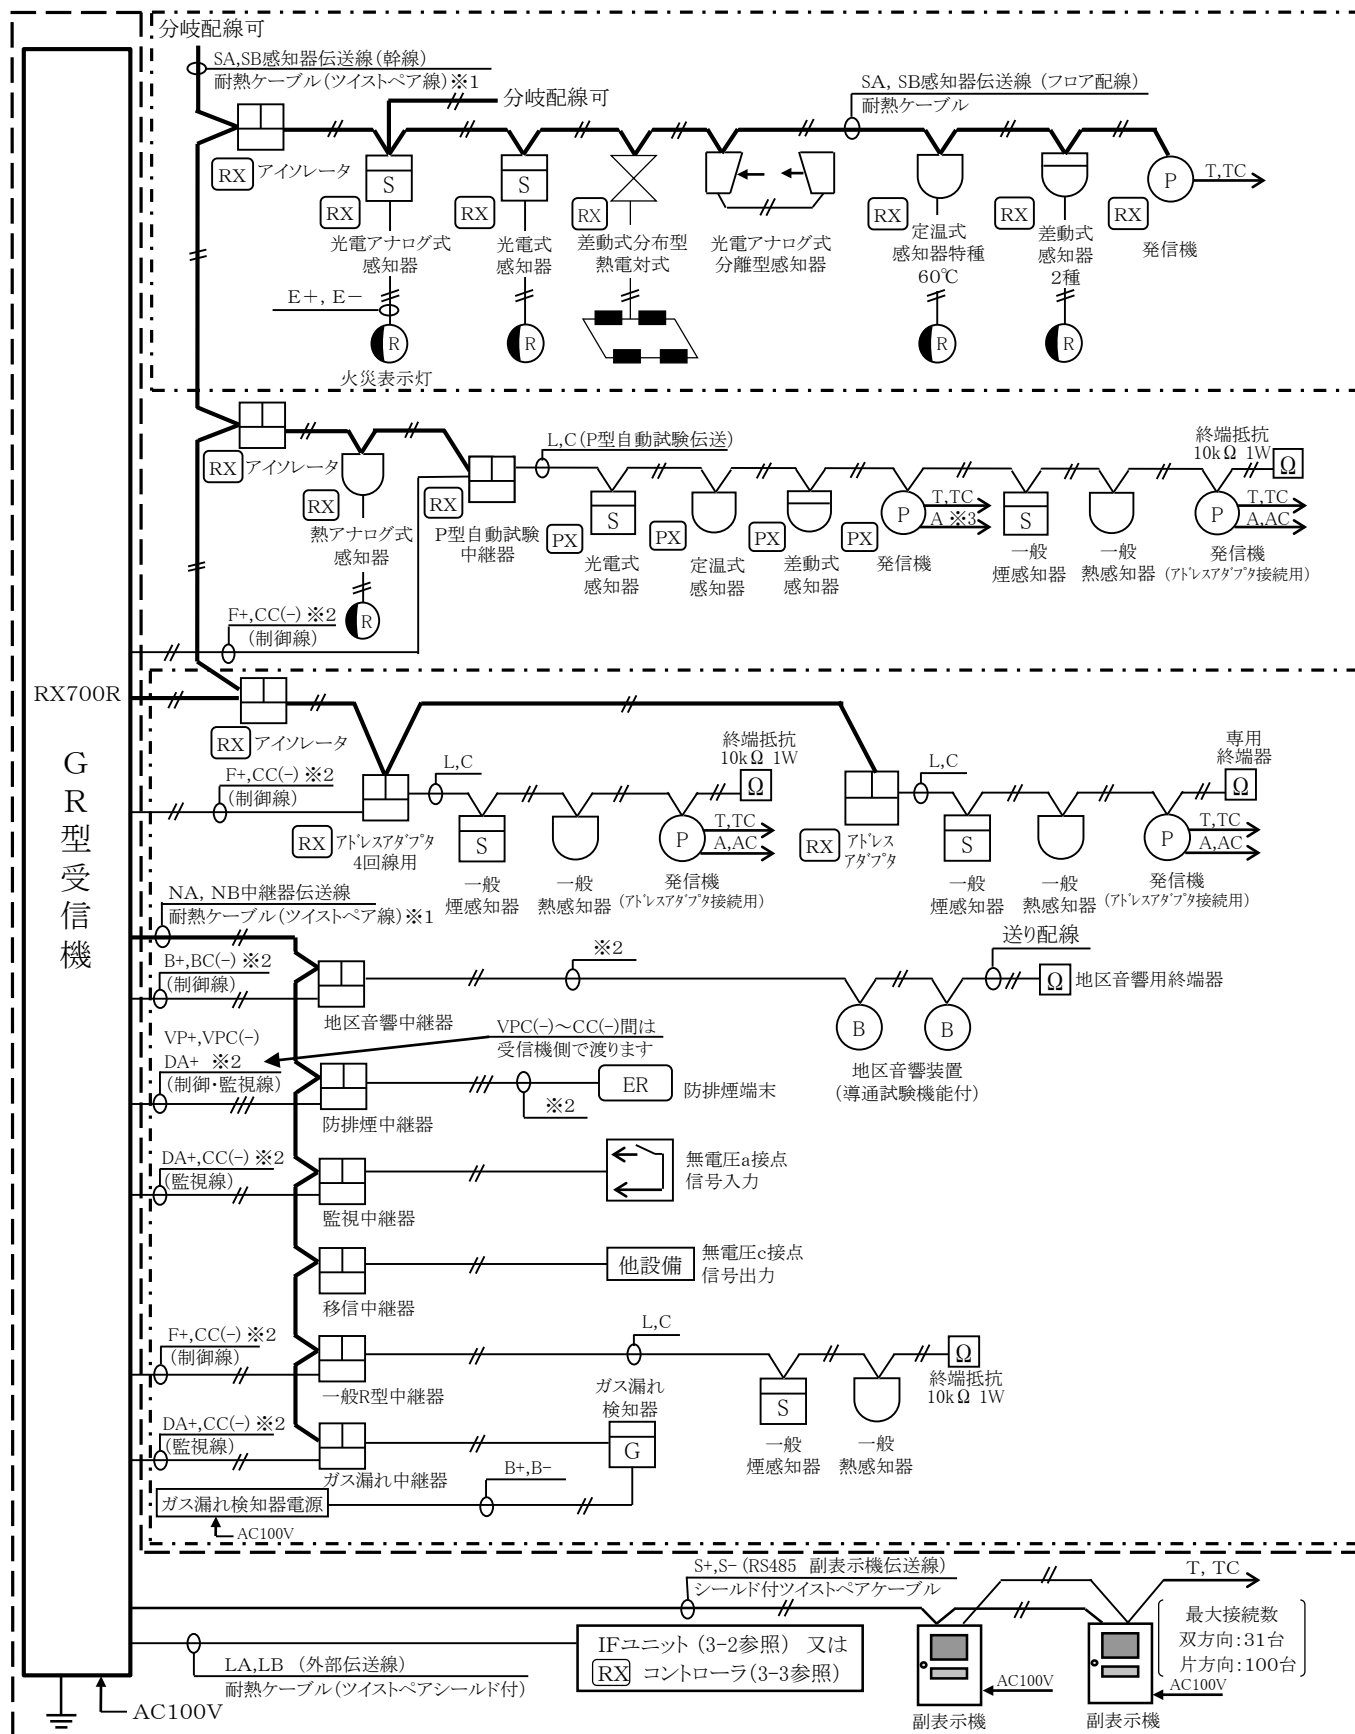 分岐配線可
SA,SB感知器伝送線(幹線)
耐熱ケーブル(ツイストペア線)※1
分岐配線可
SA, SB感知器伝送線 (フロア配線)
耐熱ケーブル
RX アイソレータ
S
RX
光電アナログ式
感知器
S
RX
光電式
感知器
RX
差動式分布型
熱電対式
光電アナログ式
分離型感知器
RX
定温式
感知器特種
60℃
RX
差動式
感知器
2種
P
T,TC
RX
発信機
E+, E−
R
火災表示灯
R
R
R
RX アイソレータ
RX
熱アナログ式
感知器
R
RX
P型自動試験
中継器
L,C(P型自動試験伝送)
PX
S
光電式
感知器
PX
定温式
感知器
PX
差動式
感知器
PX
P
T,TC
A ※3
発信機
S
一般
煙感知器
一般
熱感知器
終端抵抗
10kΩ 1W
Ω
P
T,TC
A,AC
発信機
(アドレスアダプタ接続用)
F+,CC(-) ※2
(制御線)
RX700R
GR型受信機
RX アイソレータ
F+,CC(-) ※2
(制御線)
RX アドレスアダプタ
4回線用
L,C
S
一般
煙感知器
一般
熱感知器
終端抵抗
10kΩ 1W
Ω
P
T,TC
A,AC
発信機
(アドレスアダプタ接続用)
RX アドレス
アダプタ
L,C
S
一般
煙感知器
一般
熱感知器
専用
終端器
Ω
P
T,TC
A,AC
発信機
(アドレスアダプタ接続用)
NA, NB中継器伝送線
耐熱ケーブル(ツイストペア線)※1
B+,BC(-) ※2
(制御線)
地区音響中継器
※2
送り配線
Ω 地区音響用終端器
B
B
地区音響装置
(導通試験機能付)
VP+,VPC(-)
DA+ ※2
(制御・監視線)
VPC(-)～CC(-)間は
受信機側で渡ります
防排煙中継器
※2
ER 防排煙端末
DA+,CC(-) ※2
(監視線)
監視中継器
無電圧a接点
信号入力
移信中継器
他設備
無電圧c接点
信号出力
F+,CC(-) ※2
(制御線)
一般R型中継器
L,C
S
一般
煙感知器
一般
熱感知器
Ω
終端抵抗
10kΩ 1W
DA+,CC(-) ※2
(監視線)
ガス漏れ中継器
ガス漏れ
検知器
G
B+,B-
ガス漏れ検知器電源
AC100V
S+,S- (RS485 副表示機伝送線)
シールド付ツイストペアケーブル
T, TC
最大接続数
双方向:31台
片方向:100台
AC100V
副表示機
AC100V
副表示機
LA,LB (外部伝送線)
耐熱ケーブル(ツイストペアシールド付)
IFユニット (3-2参照) 又は
RX コントローラ(3-3参照)
AC100V